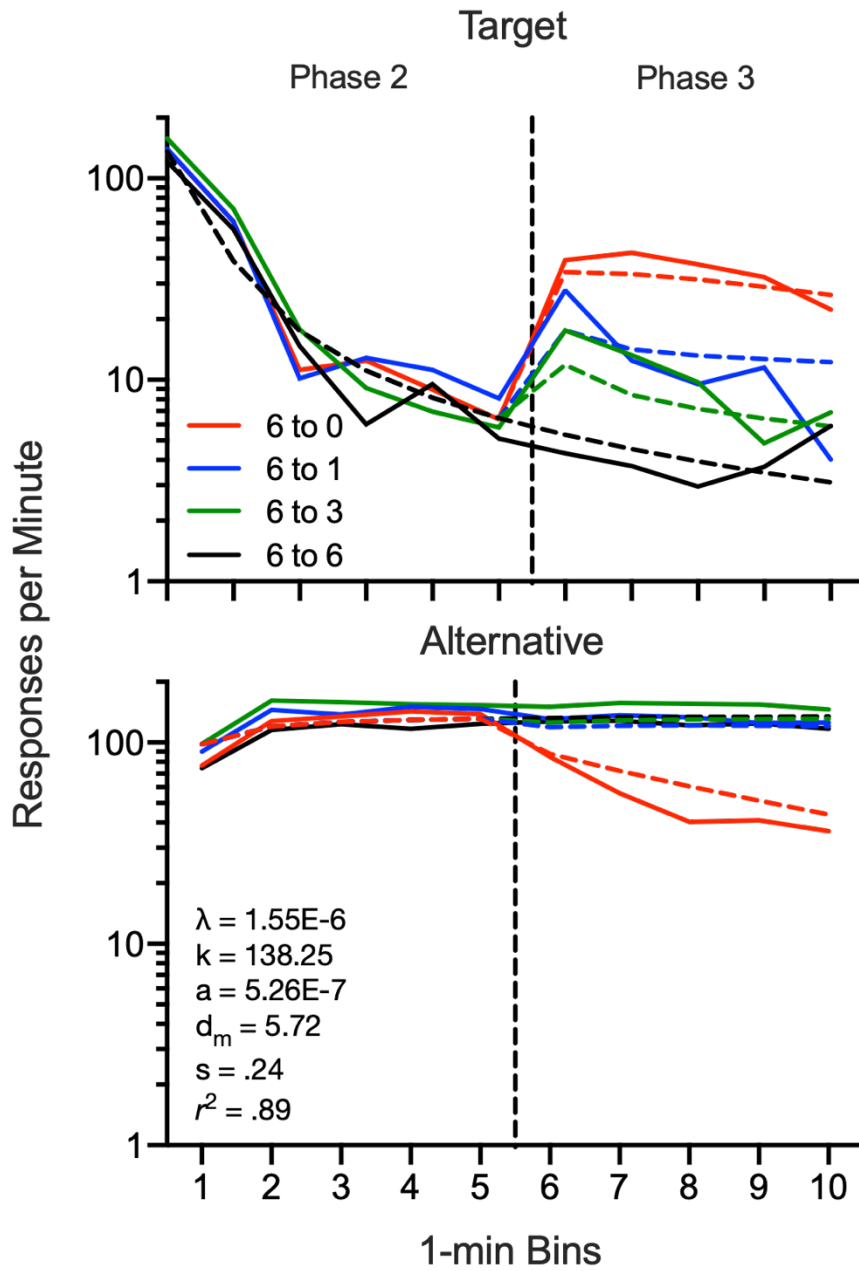 Target
Phase 2 Phase 3
100
10
1
6 to 0
6 to 1
6 to 3
6 to 6
Responses per Minute
Alternative
100
10
1
λ = 1.55E-6
k = 138.25
a = 5.26E-7
dm = 5.72
s = .24
r² = .89
1 2 3 4 5 6 7 8 9 10
1-min Bins